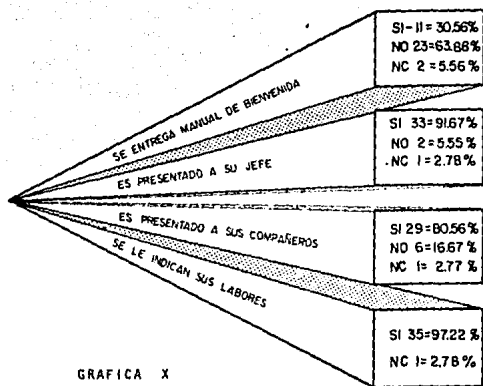 SE ENTREGA MANUAL DE BIENVENIDA
SI-11=30.56%
NO 23=63.88%
NC 2=5.56%
ES PRESENTADO A SU JEFE
SI 33=91.67%
NO 2=5.55%
NC 1=2.78%
ES PRESENTADO A SUS COMPAÑEROS
SI 29=80.56%
NO 6=16.67%
NC 1=2.77%
SE LE INDICAN SUS LABORES
SI 35=97.22%
NC 1=2.78%
GRAFICA X